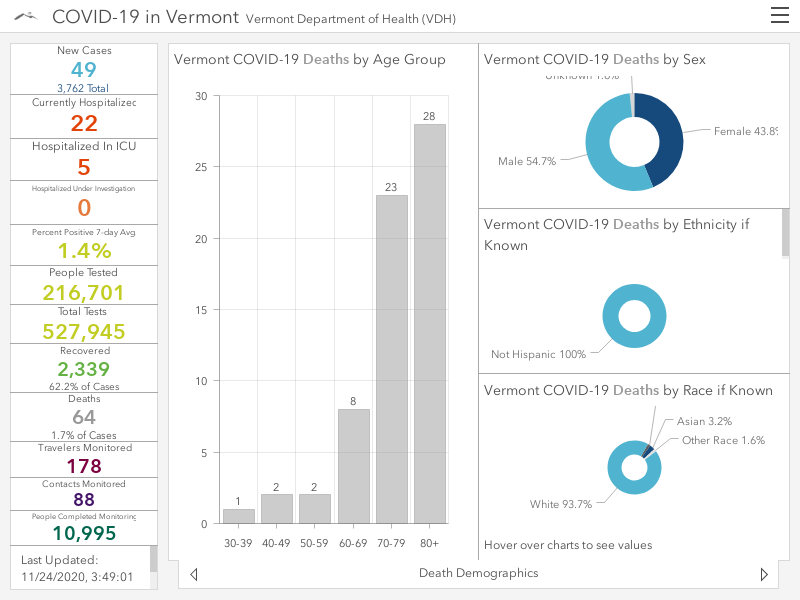 COVID-19 in Vermont Vermont Department of Health (VDH)
New Cases
49
3,762 Total
Currently Hospitalized
22
Hospitalized In ICU
5
Hospitalized Under Investigation
0
Percent Positive 7-day Avg
1.4%
People Tested
216,701
Total Tests
527,945
Recovered
2,339
62.2% of Cases
Deaths
64
1.7% of Cases
Travelers Monitored
178
Contacts Monitored
88
People Completed Monitoring
10,995
Last Updated:
11/24/2020, 3:49:01
Vermont COVID-19 Deaths by Age Group
30
25
20
15
10
5
0
1
2
2
8
23
28
30-39 40-49 50-59 60-69 70-79 80+
Vermont COVID-19 Deaths by Sex
Female 43.8%
Male 54.7%
Vermont COVID-19 Deaths by Ethnicity if
Known
Not Hispanic 100%
Vermont COVID-19 Deaths by Race if Known
Asian 3.2%
Other Race 1.6%
White 93.7%
Hover over charts to see values
Death Demographics